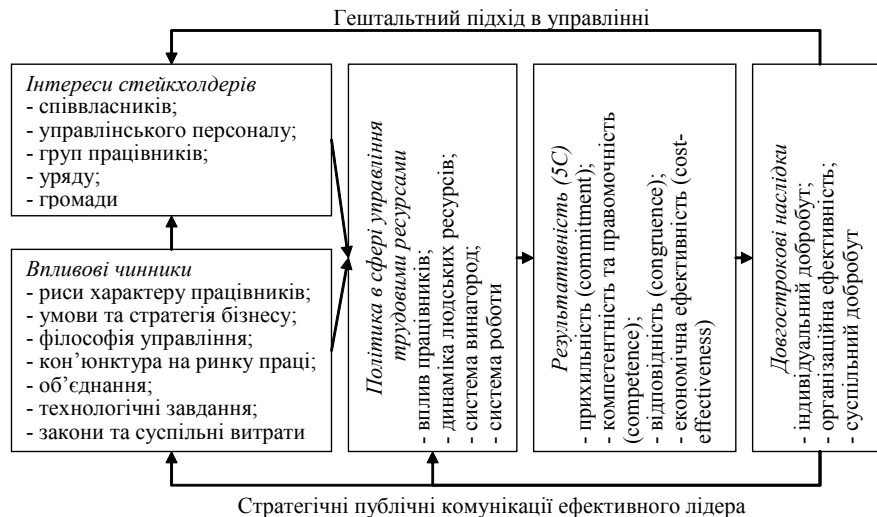 Гештальтний підхід в управлінні
Інтереси стейкхолдерів
- співвласників;
- управлінського персоналу;
- груп працівників;
- уряду;
- громади
Впливові чинники
- риси характеру працівників;
- умови та стратегія бізнесу;
- філософія управління;
- кон’юнктура на ринку праці;
- об’єднання;
- технологічні завдання;
- закони та суспільні витрати
Політика в сфері управління
трудовими ресурсами
- вплив працівників;
- динаміка людських ресурсів;
- система винагород;
- система роботи
Результативність (5С)
- прихильність (commitment);
- компетентність та правомочність
(competence);
- відповідність (congruence);
- економічна ефективність (cost-
effectiveness)
Довгострокові наслідки
- індивідуальний добробут;
- організаційна ефективність;
- суспільний добробут
Стратегічні публічні комунікації ефективного лідера